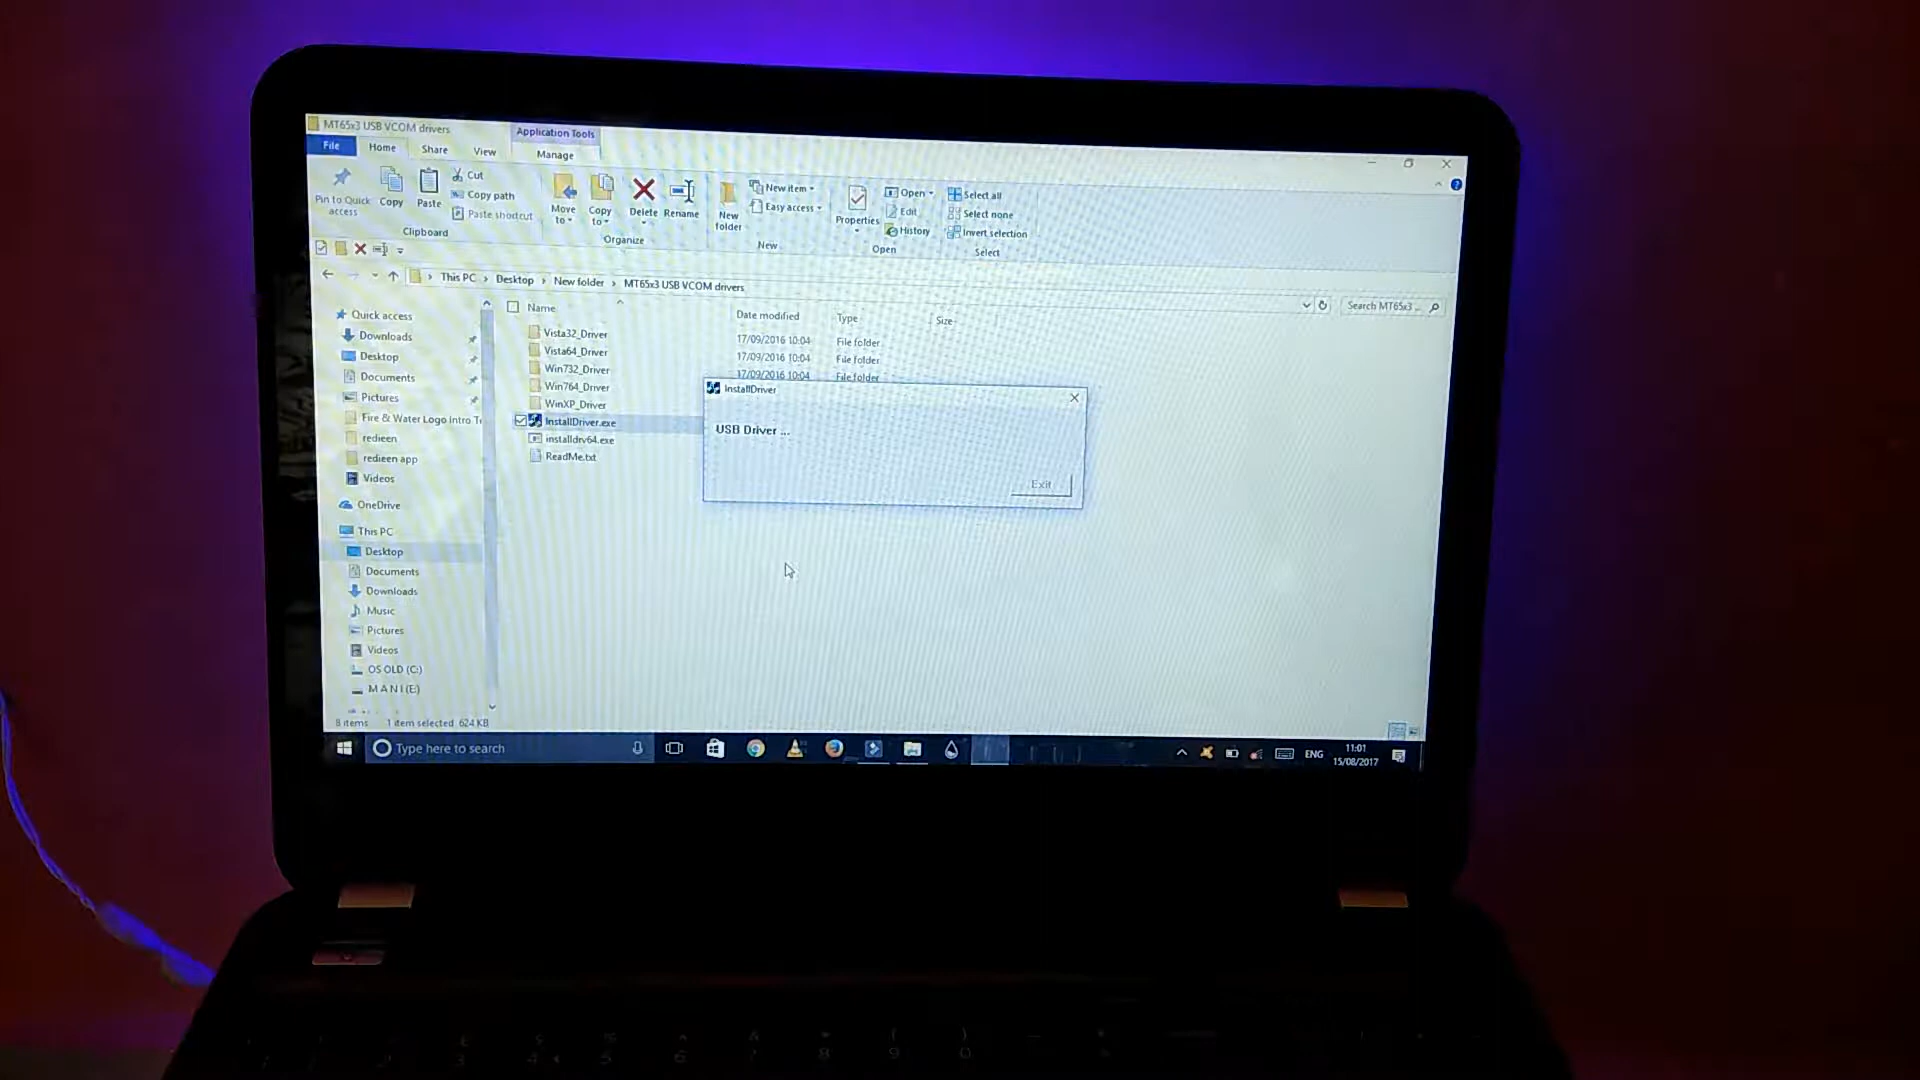 MT65x3 USB VCOM drivers
Application Tools
File
Home
Share
View
Manage
Pin to Quick access
Copy
Paste
Cut
Copy path
Paste shortcut
Clipboard
Move to
Copy to
Delete
Rename
Organize
New folder
New item
Easy access
New
Properties
Open
Edit
History
Open
Select all
Select none
Invert selection
Select
This PC > Desktop > New folder > MT65x3 USB VCOM drivers
Search MT65x3 ...
Name
Date modified
Type
Size
Quick access
Downloads
Desktop
Documents
Pictures
Fire & Water Logo Intro Te
redieen
redieen app
Videos
OneDrive
This PC
Desktop
Documents
Downloads
Music
Pictures
Videos
OS OLD (C:)
M A N I (E:)
Vista32_Driver 17/09/2016 10:04 File folder
Vista64_Driver 17/09/2016 10:04 File folder
Win732_Driver 17/09/2016 10:04 File folder
Win764_Driver
WinXP_Driver
InstallDriver.exe
installdrv64.exe
ReadMe.txt
InstallDriver
USB Driver ...
Exit
8 items 1 item selected 624 KB
Type here to search
ENG
11:01
15/08/2017